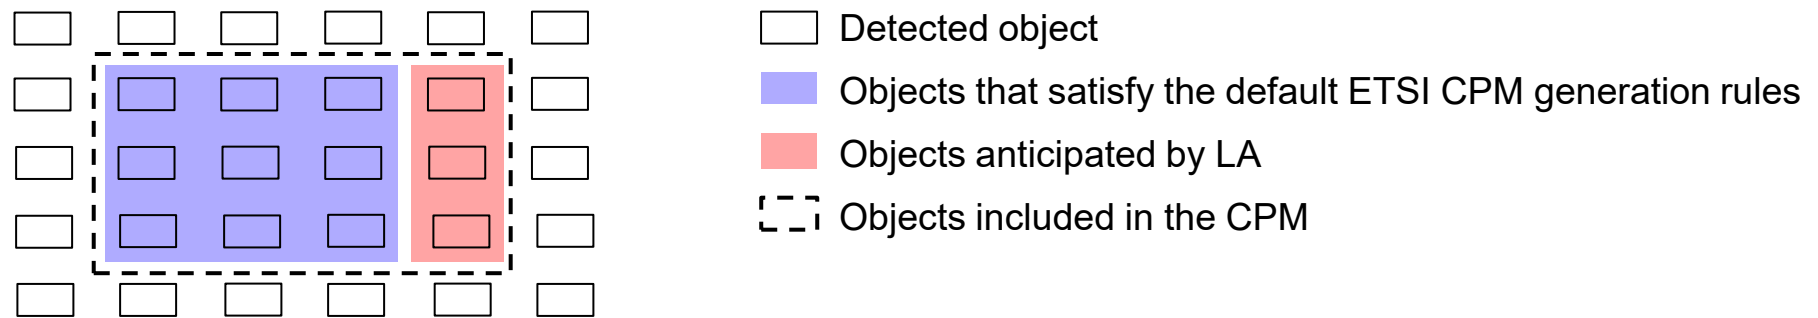 Detected object
Objects that satisfy the default ETSI CPM generation rules
Objects anticipated by LA
Objects included in the CPM